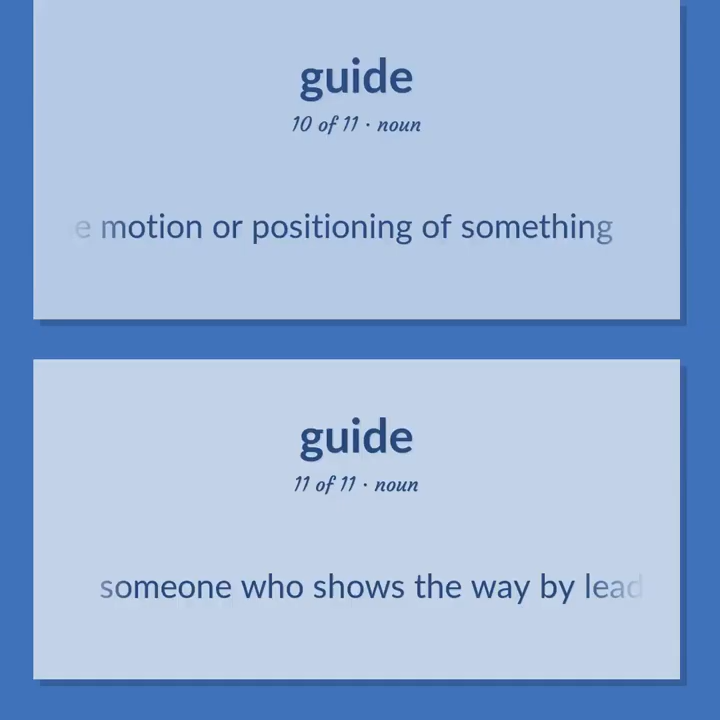 guide
10 of 11 · noun
e motion or positioning of something
guide
11 of 11 · noun
someone who shows the way by lead